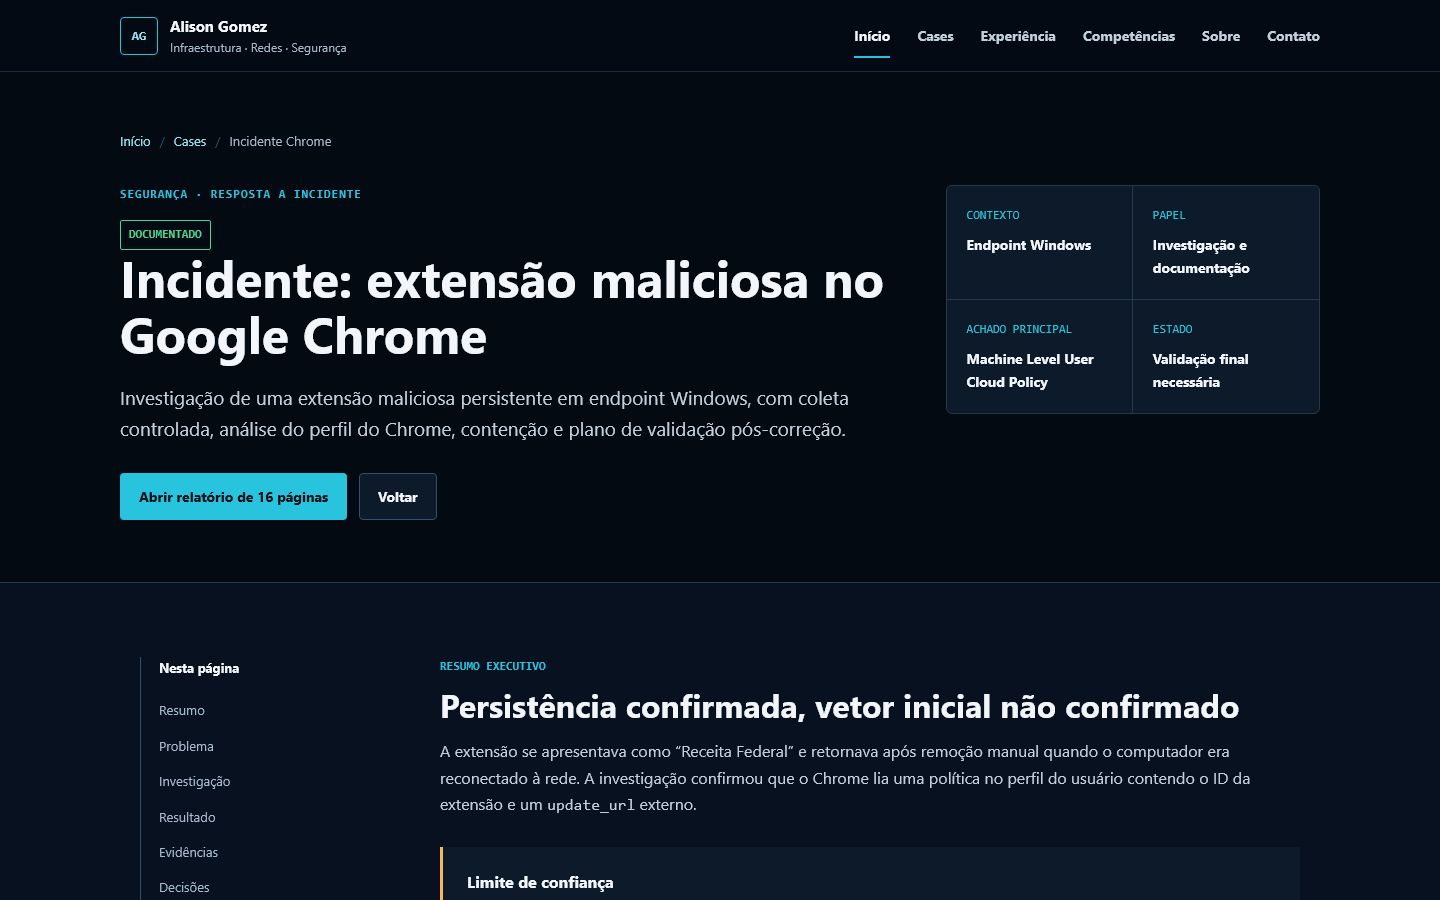 AG
Alison Gomez
Infraestrutura · Redes · Segurança
Início
Cases
Experiência
Competências
Sobre
Contato
Início / Cases / Incidente Chrome
SEGURANÇA · RESPOSTA A INCIDENTE
DOCUMENTADO
Incidente: extensão maliciosa no
Google Chrome
Investigação de uma extensão maliciosa persistente em endpoint Windows, com coleta
controlada, análise do perfil do Chrome, contenção e plano de validação pós-correção.
Abrir relatório de 16 páginas
Voltar
CONTEXTO
Endpoint Windows
PAPEL
Investigação e
documentação
ACHADO PRINCIPAL
Machine Level User
Cloud Policy
ESTADO
Validação final
necessária
Nesta página
Resumo
Problema
Investigação
Resultado
Evidências
Decisões
RESUMO EXECUTIVO
Persistência confirmada, vetor inicial não confirmado
A extensão se apresentava como “Receita Federal” e retornava após remoção manual quando o computador era
reconectado à rede. A investigação confirmou que o Chrome lia uma política no perfil do usuário contendo o ID da
extensão e um update_url externo.
Limite de confiança